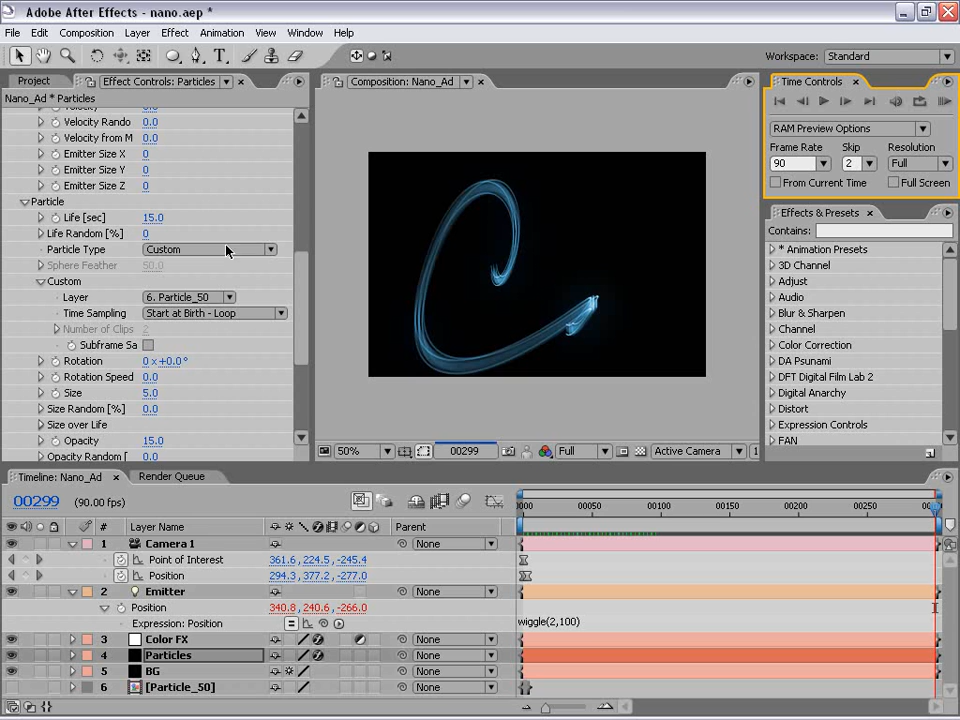 Adobe After Effects - nano.aep *
File Edit Composition Layer Effect Animation View Window Help
Workspace: Standard
Project Effect Controls: Particles
Composition: Nano_Ad
Time Controls
Nano_Ad * Particles
Velocity 0.0
Velocity Rando 0.0
Velocity from M 0.0
Emitter Size X 0
Emitter Size Y 0
Emitter Size Z 0
Particle
Life [sec] 15.0
Life Random [%] 0
Particle Type Custom
Sphere Feather 50.0
Custom
Layer 6. Particle_50
Time Sampling Start at Birth - Loop
Number of Clips 2
Subframe Sa
Rotation 0 x +0.0°
Rotation Speed 0.0
Size 5.0
Size Random [%] 0.0
Size over Life
Opacity 15.0
Opacity Random [ 0.0
50% 00299 Full Active Camera 1
RAM Preview Options
Frame Rate Skip Resolution
90 2 Full
From Current Time Full Screen
Effects & Presets
Contains:
* Animation Presets
3D Channel
Adjust
Audio
Blur & Sharpen
Channel
Color Correction
DA Psunami
DFT Digital Film Lab 2
Digital Anarchy
Distort
Expression Controls
FAN
Timeline: Nano_Ad Render Queue
00299 (90.00 fps)
0000 00050 00100 00150 00200 00250
# Layer Name Parent
1 Camera 1 None
Point of Interest 361.6, 224.5, -245.4
Position 294.3, 377.2, -277.0
2 Emitter None
Position 340.8, 240.6, -266.0
Expression: Position wiggle(2,100)
3 Color FX None
4 Particles None
5 BG None
6 [Particle_50] None